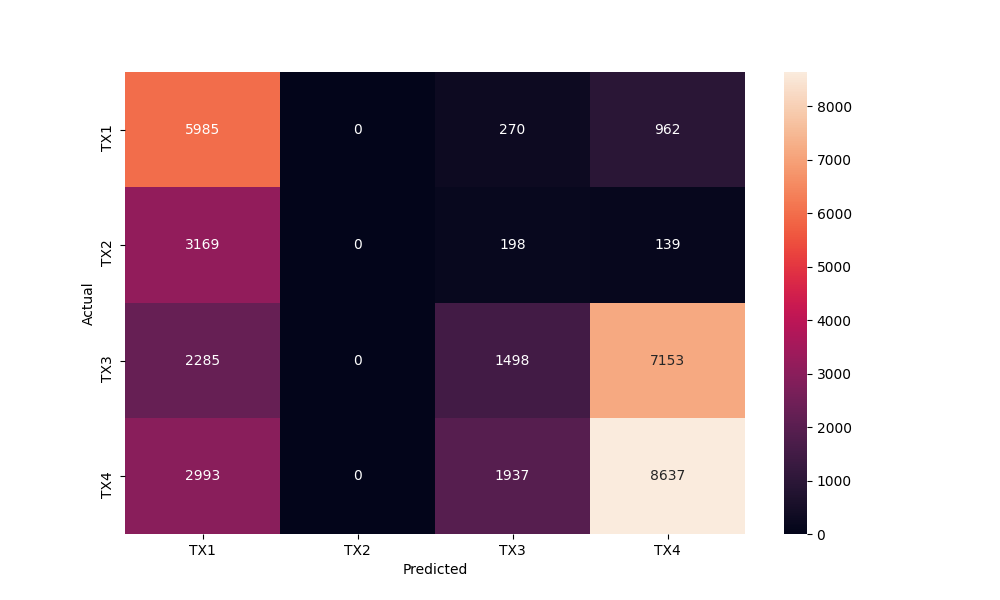 8000
TX1 5985 0 270 962
7000
6000
TX2 3169 0 198 139
5000
Actual
4000
TX3 2285 0 1498 7153
3000
2000
TX4 2993 0 1937 8637
1000
0
TX1 TX2 TX3 TX4
Predicted